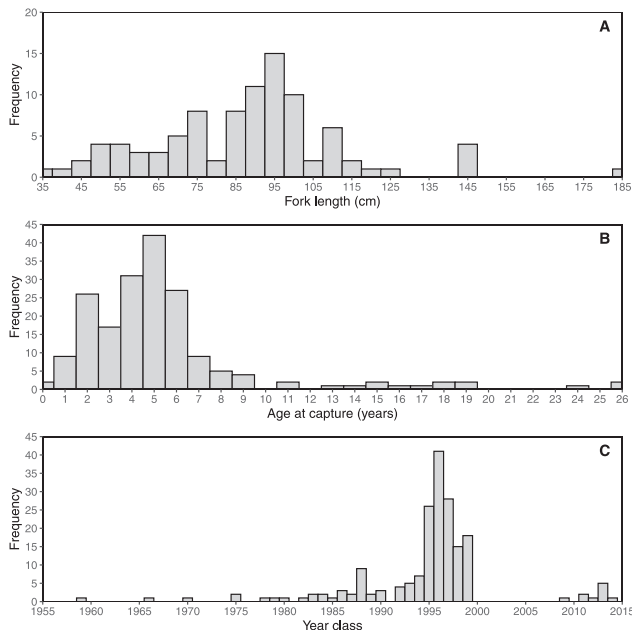 A
20
15
10
5
0
Frequency
35 45 55 65 75 85 95 105 115 125 135 145 155 165 175 185
Fork length (cm)
B
45
40
35
30
25
20
15
10
5
0
Frequency
0 1 2 3 4 5 6 7 8 9 10 11 12 13 14 15 16 17 18 19 20 21 22 23 24 25 26
Age at capture (years)
C
45
40
35
30
25
20
15
10
5
0
Frequency
1955 1960 1965 1970 1975 1980 1985 1990 1995 2000 2005 2010 2015
Year class